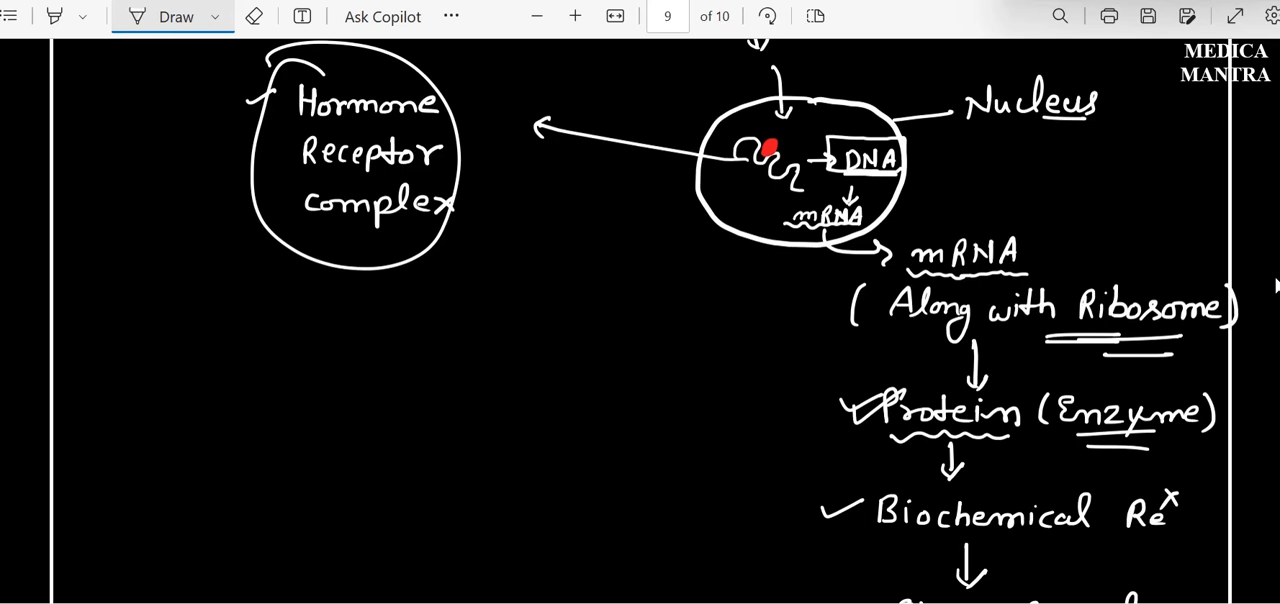 Draw
Ask Copilot
9 of 10
MEDICA
MANTRA
Hormone
Receptor
complex
Nucleus
DNA
mRNA
mRNA
( Along with Ribosome)
Protein (Enzyme)
Biochemical Reˣ